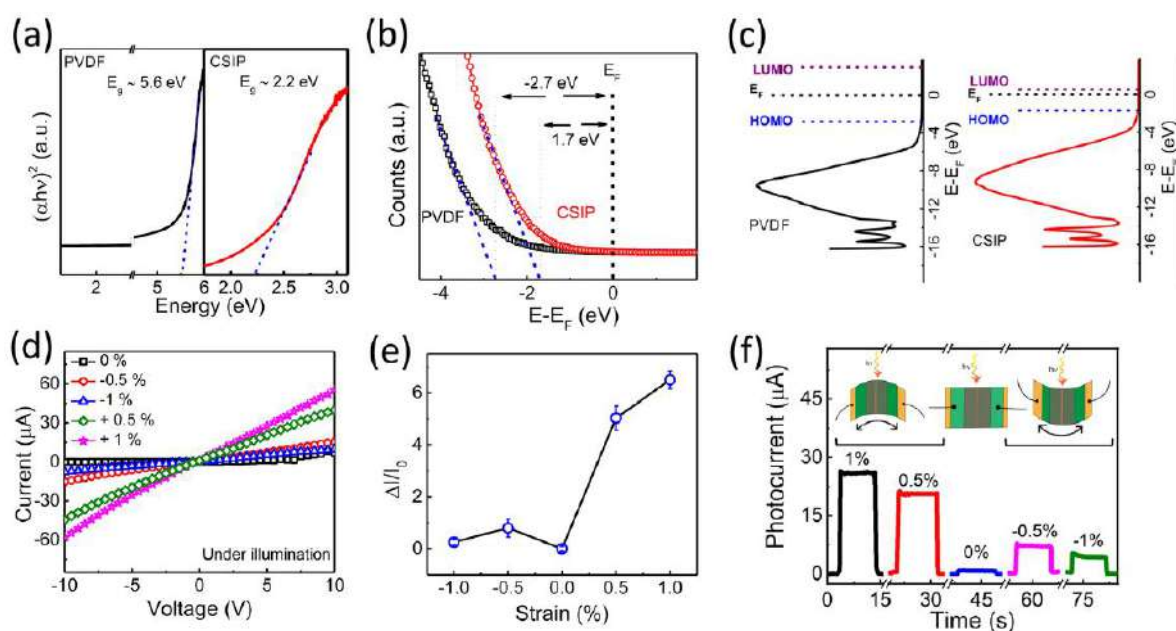 (a)
PVDF
E_g ~ 5.6 eV
CSIP
E_g ~ 2.2 eV
(αhν)² (a.u.)
2
5
6
2.0
2.5
3.0
Energy (eV)
(b)
E_F
-2.7 eV
1.7 eV
PVDF
CSIP
Counts (a.u.)
-4
-2
0
E-E_F (eV)
(c)
LUMO
E_F
HOMO
PVDF
0
-4
-8
-12
-16
E-E_F (eV)
LUMO
E_F
HOMO
CSIP
0
-4
-8
-12
-16
E-E_F (eV)
(d)
0 %
-0.5 %
-1 %
+ 0.5 %
+ 1 %
Under illumination
Current (µA)
60
30
0
-30
-60
-10
-5
0
5
10
Voltage (V)
(e)
ΔI/I₀
6
4
2
0
-1.0
-0.5
0.0
0.5
1.0
Strain (%)
(f)
Photocurrent (µA)
45
30
15
0
hν
hν
hν
1%
0.5%
0%
-0.5%
-1%
0
15
30
45
60
75
Time (s)